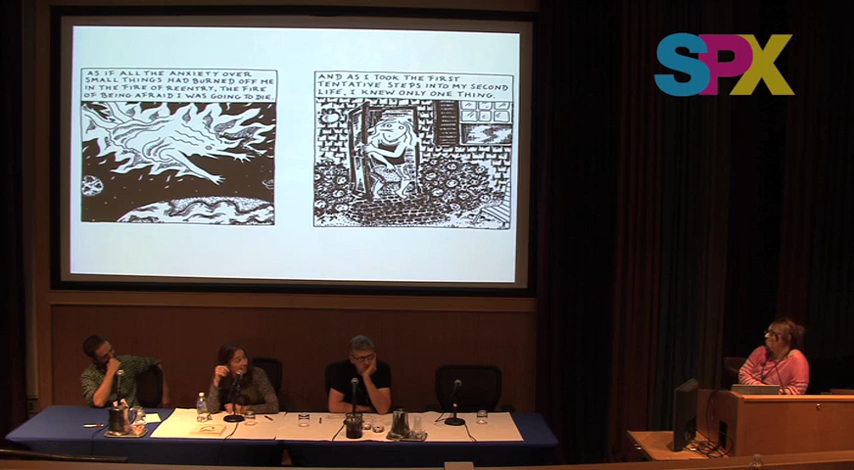 SPX
AS IF ALL THE ANXIETY OVER
SMALL THINGS HAD BURNED OFF ME
IN THE FIRE OF REENTRY, THE FIRE
OF BEING AFRAID I WAS GOING TO DIE.
AND AS I TOOK THE FIRST
TENTATIVE STEPS INTO MY SECOND
LIFE, I KNEW ONLY ONE THING.